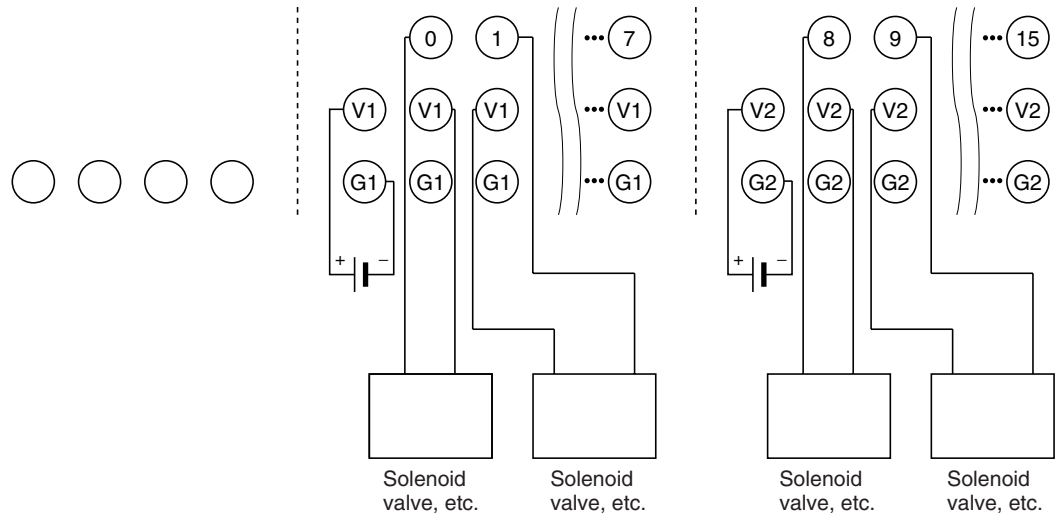 0 1 ••• 7 8 9 ••• 15
V1 V1 V1 ••• V1 V2 V2 V2 ••• V2
G1 G1 G1 ••• G1 G2 G2 G2 ••• G2
+ − + −
Solenoid valve, etc.
Solenoid valve, etc.
Solenoid valve, etc.
Solenoid valve, etc.